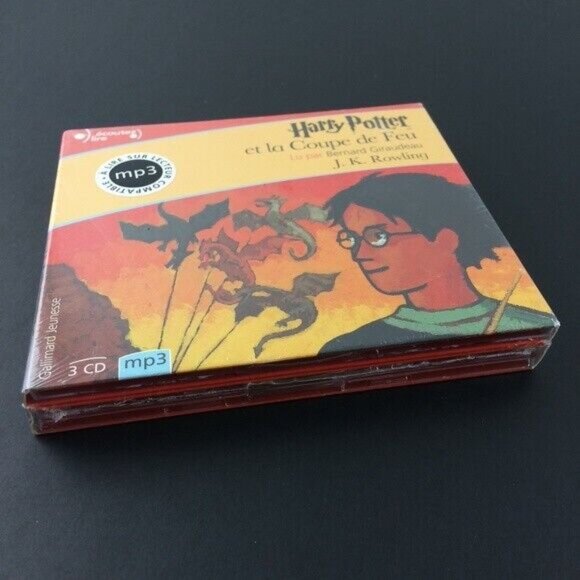 écoutez
lire
Harry Potter
et la Coupe de Feu
Lu par Bernard Giraudeau
J. K. Rowling
À LIRE SUR LECTEUR COMPATIBLE
mp3
Gallimard Jeunesse
3 CD
mp3